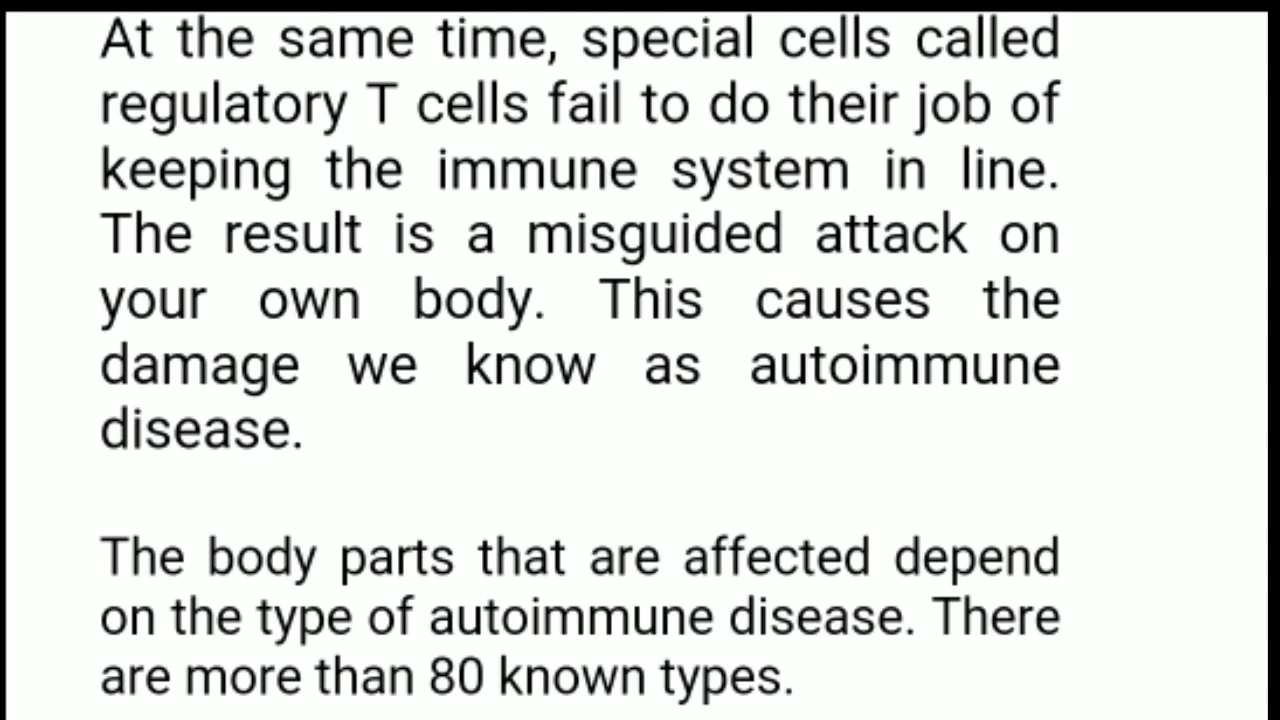 At the same time, special cells called
regulatory T cells fail to do their job of
keeping the immune system in line.
The result is a misguided attack on
your own body. This causes the
damage we know as autoimmune
disease.
The body parts that are affected depend
on the type of autoimmune disease. There
are more than 80 known types.